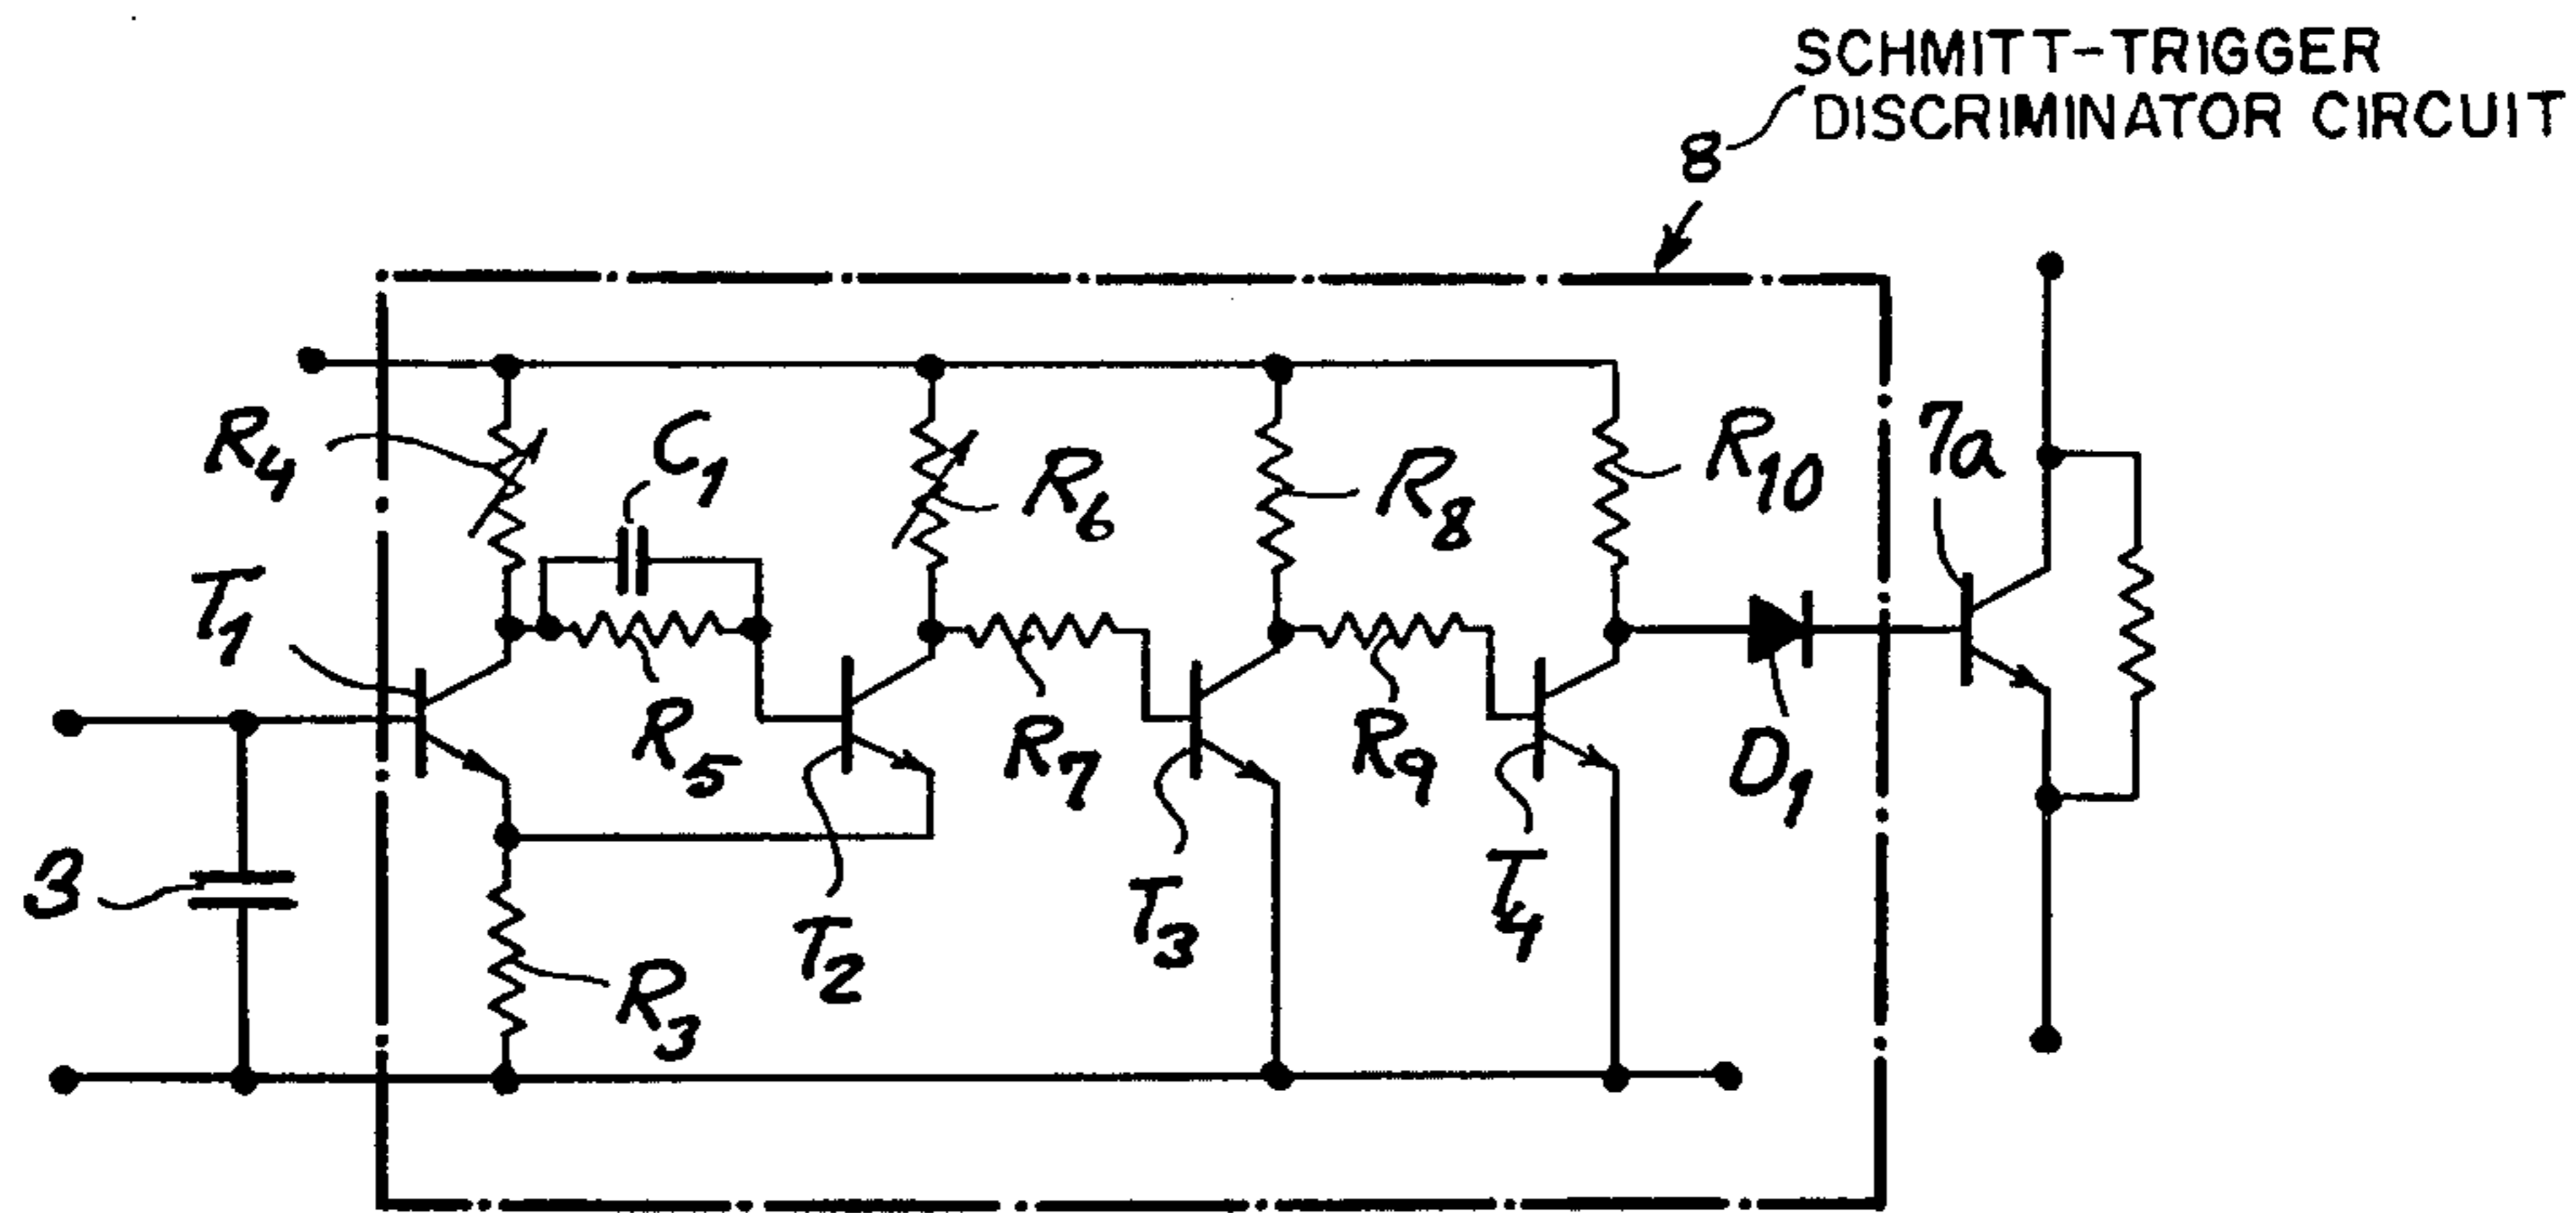 SCHMITT-TRIGGER
DISCRIMINATOR CIRCUIT
8
R4
C1
R6
R8
R10
7a
T1
R5
R7
R9
D1
3
R3
T2
T3
T4